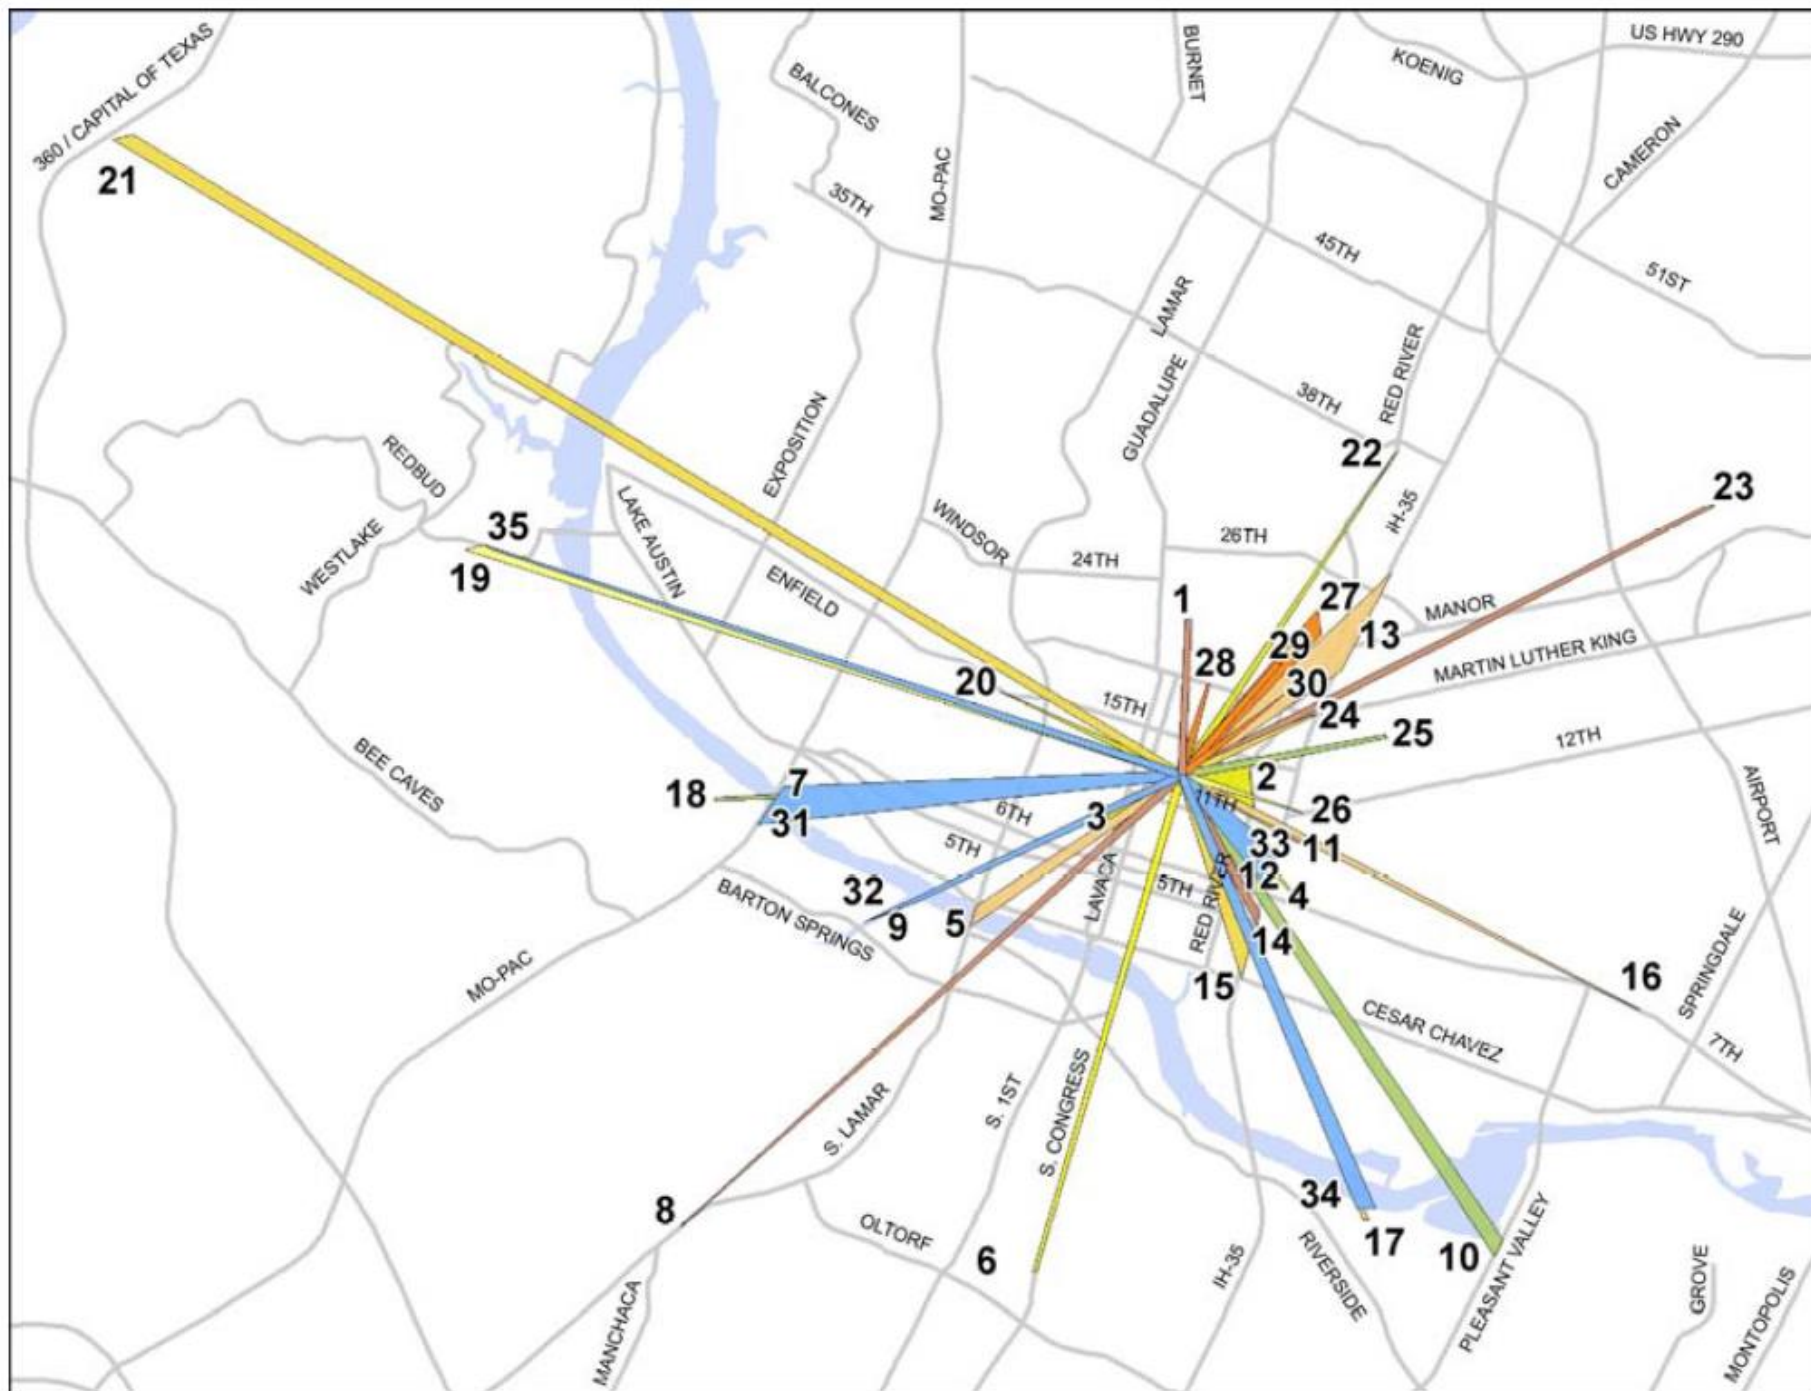 360 / CAPITAL OF TEXAS
21
BALCONES
35TH
MO-PAC
BURNET
KOENIG
US HWY 290
CAMERON
45TH
51ST
LAMAR
GUADALUPE
38TH
RED RIVER
22
IH-35
23
REDBUD
WESTLAKE
35
19
LAKE AUSTIN
EXPOSITION
ENFIELD
WINDSOR
24TH
26TH
1
28
27
29
13
30
24
MANOR
MARTIN LUTHER KING
25
12TH
20
15TH
BEE CAVES
18
7
31
3
6TH
5TH
11TH
2
26
33
11
12
4
AIRPORT
32
9
5
BARTON SPRINGS
LAVACA
5TH
RED RIVER
14
15
16
SPRINGDALE
7TH
CESAR CHAVEZ
MO-PAC
S. LAMAR
S. 1ST
S. CONGRESS
8
6
OLTORF
MANCHACA
IH-35
34
17
RIVERSIDE
10
PLEASANT VALLEY
GROVE
MONTOPOLIS